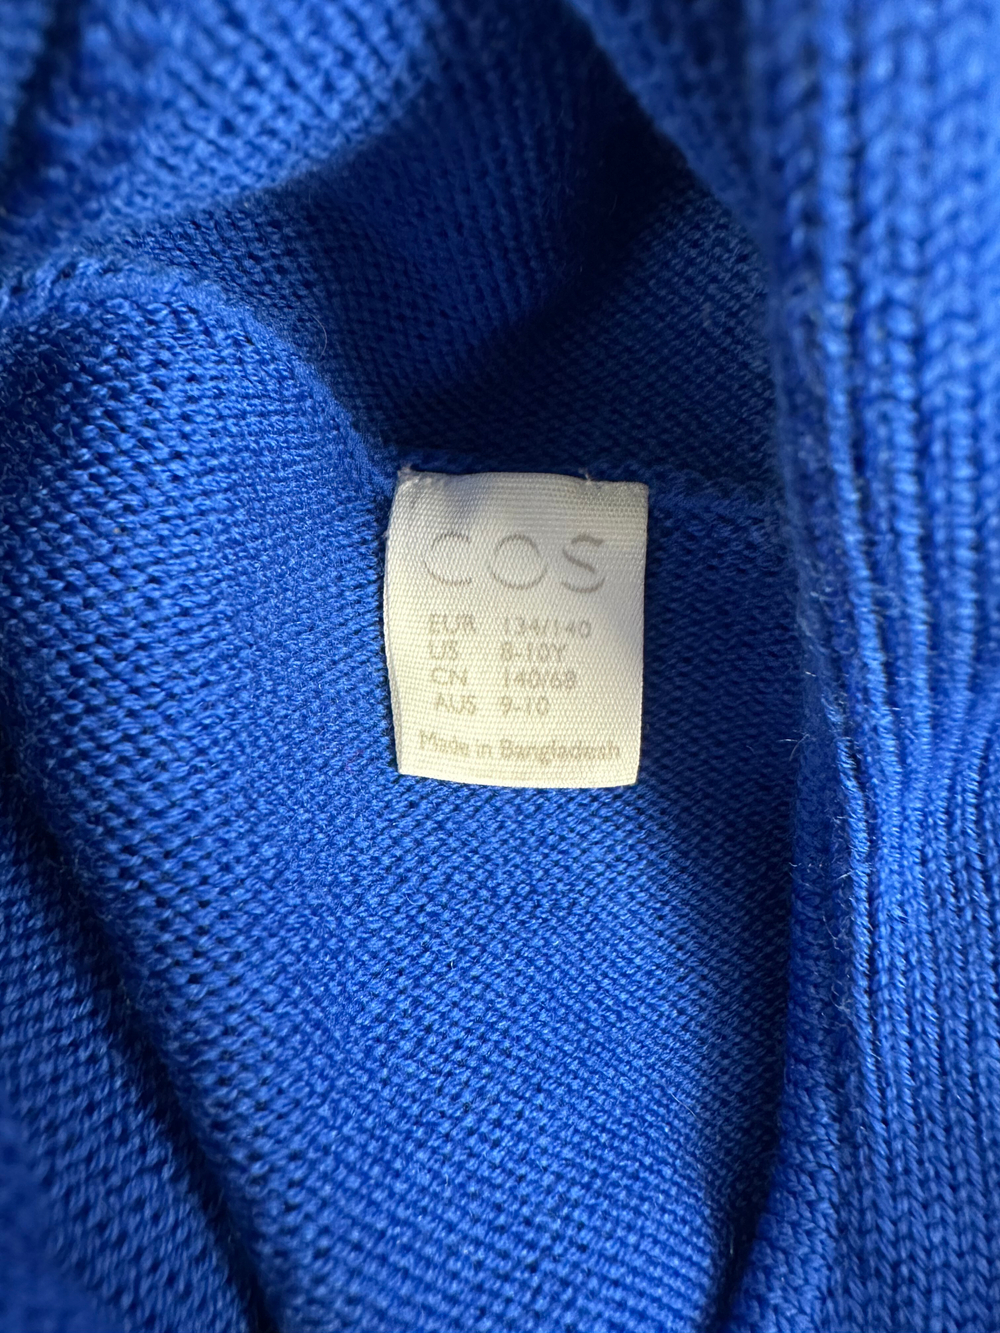 COS
EUR 134/140
US 8-10Y
CN 140/68
AUS 9-10
Made in Bangladesh